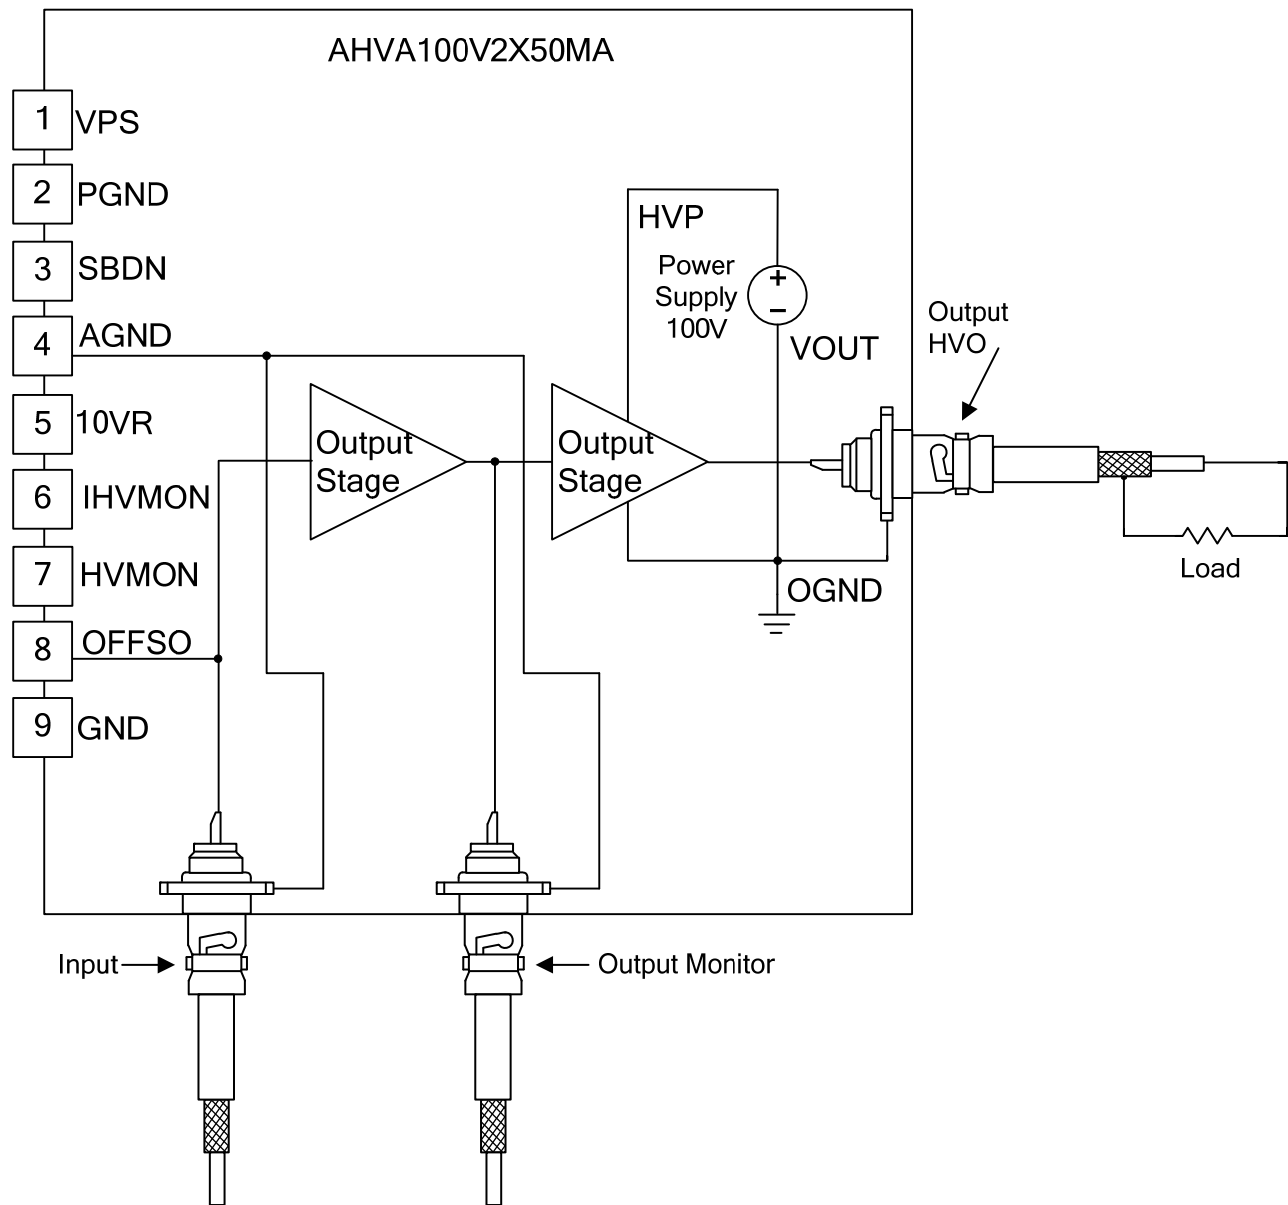 AHVA100V2X50MA
1 VPS
2 PGND
3 SBDN
4 AGND
5 10VR
6 IHVMON
7 HVMON
8 OFFSO
9 GND
HVP
Power
Supply
100V
+
−
VOUT
Output
HVO
Output
Stage
Output
Stage
OGND
Load
Input
Output Monitor